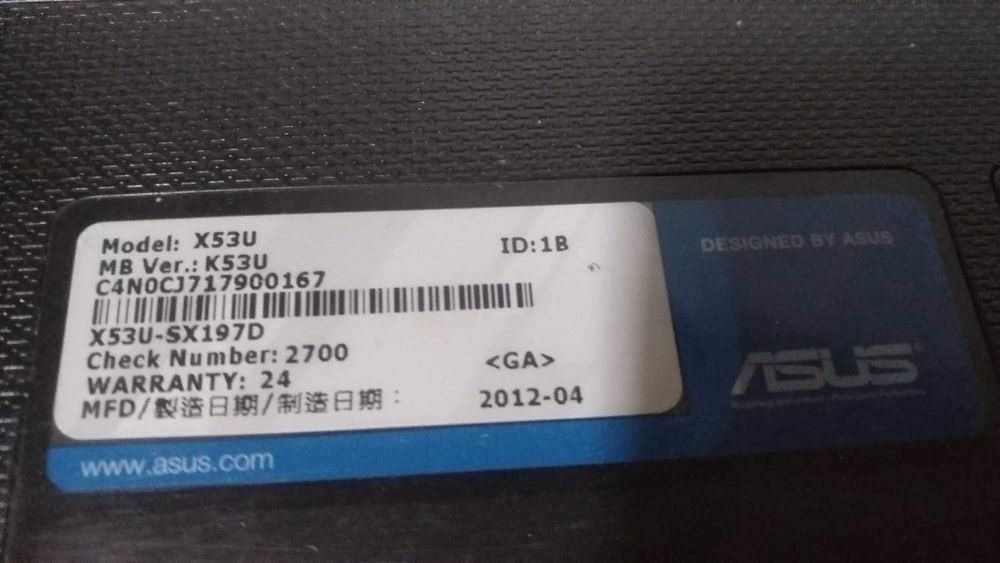 Model: X53U
ID:1B
MB Ver.: K53U
C4N0CJ717900167
X53U-SX197D
Check Number: 2700
<GA>
WARRANTY: 24
MFD/製造日期/制造日期:
2012-04
DESIGNED BY ASUS
ASUS
www.asus.com